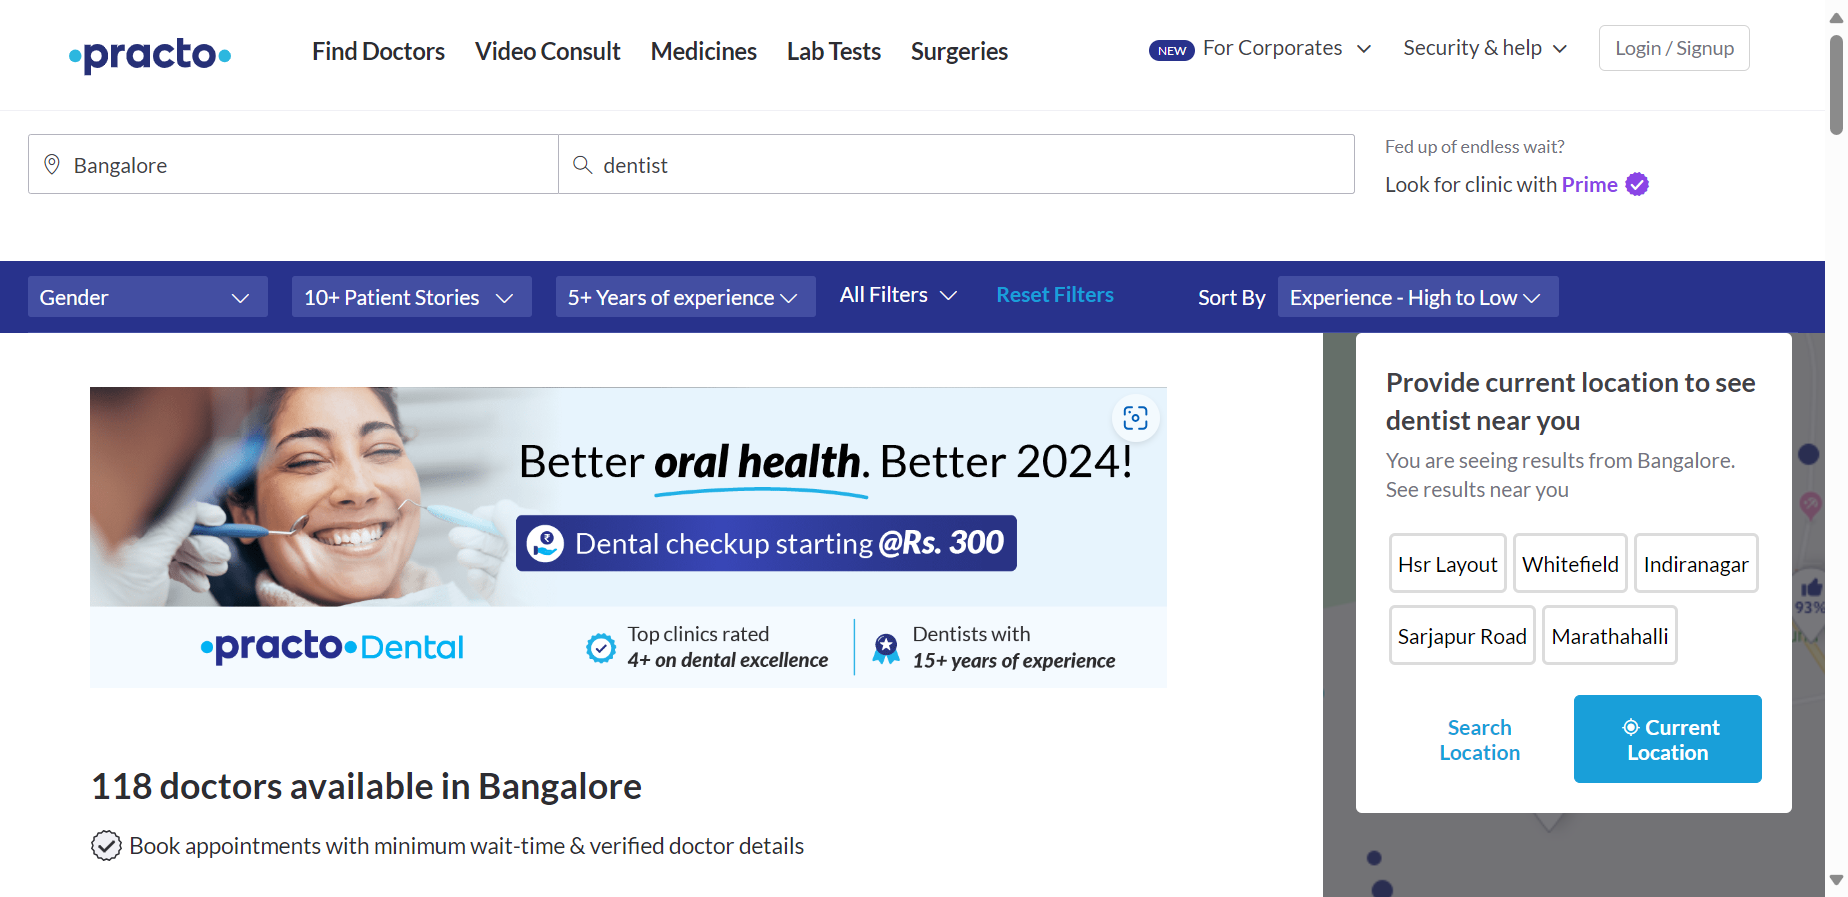 practo
Find Doctors
Video Consult
Medicines
Lab Tests
Surgeries
NEW
For Corporates
Security & help
Login / Signup
Bangalore
dentist
Fed up of endless wait?
Look for clinic with Prime
Gender
10+ Patient Stories
5+ Years of experience
All Filters
Reset Filters
Sort By
Experience - High to Low
Better oral health. Better 2024!
Dental checkup starting @Rs. 300
practo Dental
Top clinics rated
4+ on dental excellence
Dentists with
15+ years of experience
118 doctors available in Bangalore
Book appointments with minimum wait-time & verified doctor details
Provide current location to see
dentist near you
You are seeing results from Bangalore.
See results near you
Hsr Layout
Whitefield
Indiranagar
Sarjapur Road
Marathahalli
Search
Location
Current
Location
93%